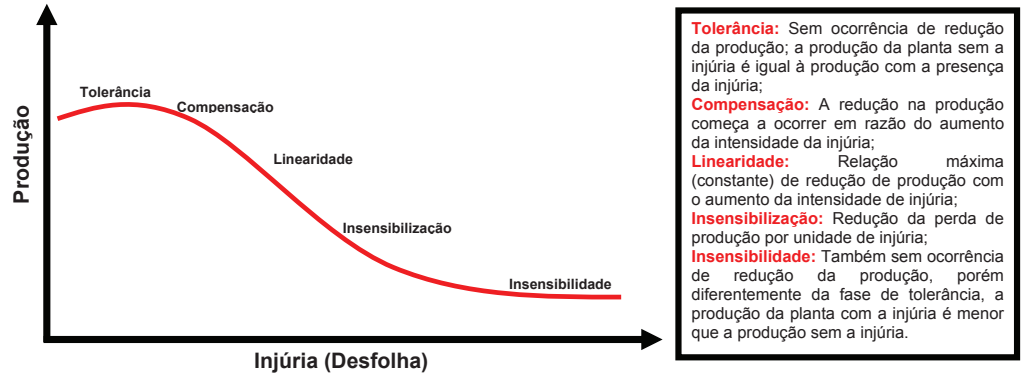 Produção
Tolerância
Compensação
Linearidade
Insensibilização
Insensibilidade
Injúria (Desfolha)
Tolerância: Sem ocorrência de redução
da produção; a produção da planta sem a
injúria é igual à produção com a presença
da injúria;
Compensação: A redução na produção
começa a ocorrer em razão do aumento
da intensidade da injúria;
Linearidade: Relação máxima
(constante) de redução de produção com
o aumento da intensidade de injúria;
Insensibilização: Redução da perda de
produção por unidade de injúria;
Insensibilidade: Também sem ocorrência
de redução da produção, porém
diferentemente da fase de tolerância, a
produção da planta com a injúria é menor
que a produção sem a injúria.